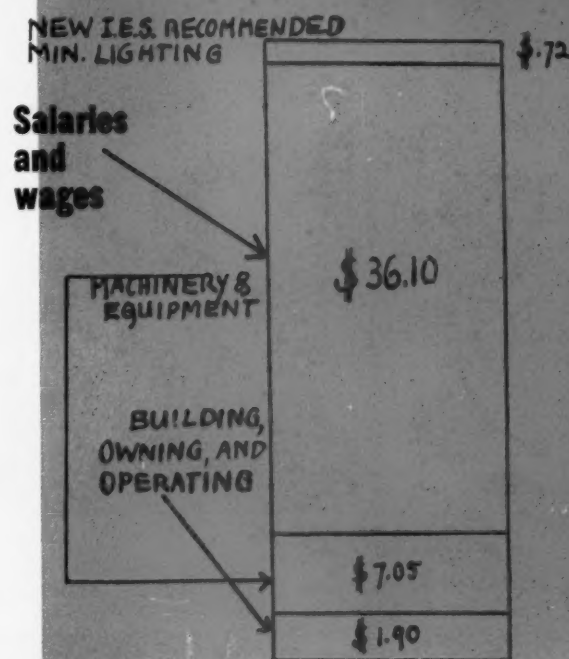 NEW I.E.S. RECOMMENDED
MIN. LIGHTING
$.72
Salaries
and
wages
$36.10
MACHINERY &
EQUIPMENT
BUILDING,
OWNING, AND
OPERATING
$7.05
$1.90